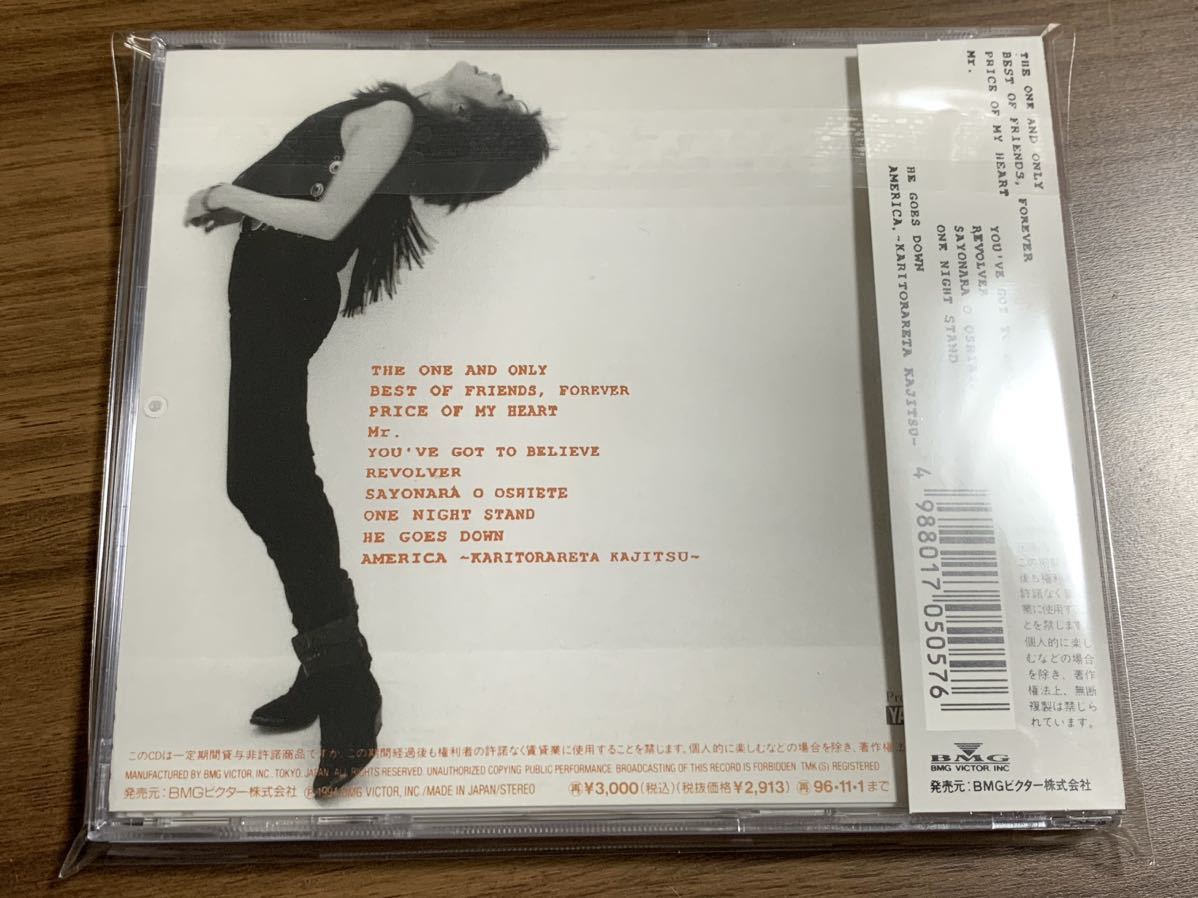 THE ONE AND ONLY
BEST OF FRIENDS, FOREVER
PRICE OF MY HEART
Mr.
YOU'VE GOT TO BELIEVE
REVOLVER
SAYONARA O OSHIETE
ONE NIGHT STAND
HE GOES DOWN
AMERICA ~KARITORARETA KAJITSU~
このCDは一定期間貸与非許諾商品ですが、この期間経過後も権利者の許諾なく賃貸業に使用することを禁じます。個人的に楽しむなどの場合を除き、著作権法
MANUFACTURED BY BMG VICTOR, INC. TOKYO. JAPAN. ALL RIGHTS RESERVED. UNAUTHORIZED COPYING PUBLIC PERFORMANCE. BROADCASTING OF THIS RECORD IS FORBIDDEN. TMK (S) REGISTERED
発売元:BMGビクター株式会社 Ⓟ1994 BMG VICTOR, INC./MADE IN JAPAN/STEREO 再¥3,000(税込)(税抜価格¥2,913) 再96・11・1まで
THE ONE AND ONLY
BEST OF FRIENDS, FOREVER
PRICE OF MY HEART
Mr.
YOU'VE GOT
REVOLVER
SAYONARA O
ONE NIGHT STAND
HE GOES DOWN
AMERICA, ~KARITORARETA KAJITSU~
4 988017 050576
個人的に楽し
むなどの場合
を除き、著作
権法上、無断
複製は禁じら
れています。
BMG
BMG VICTOR, INC
発売元:BMGビクター株式会社